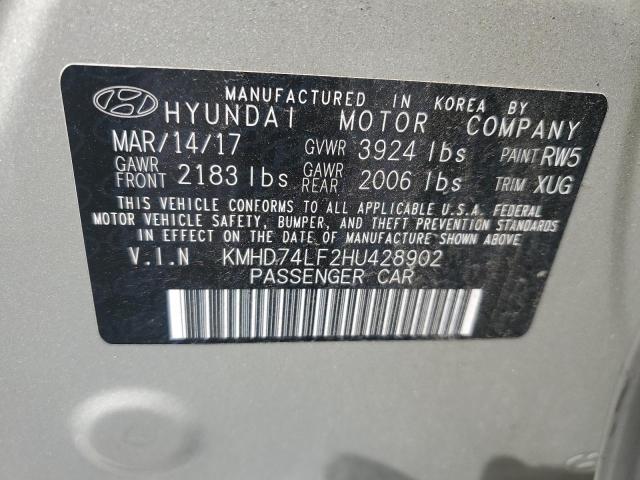 MANUFACTURED IN KOREA BY
HYUNDAI MOTOR COMPANY
MAR/14/17 GVWR 3924 lbs PAINT RW5
GAWR FRONT 2183 lbs GAWR REAR 2006 lbs TRIM XUG
THIS VEHICLE CONFORMS TO ALL APPLICABLE U.S.A. FEDERAL
MOTOR VEHICLE SAFETY, BUMPER, AND THEFT PREVENTION STANDARDS
IN EFFECT ON THE DATE OF MANUFACTURE SHOWN ABOVE.
V.I.N KMHD74LF2HU428902
PASSENGER CAR